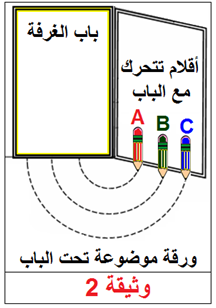 باب الغرفة
أقلام تتحرك
مع الباب
A B C
ورقة موضوعة تحت الباب
وثيقة 2